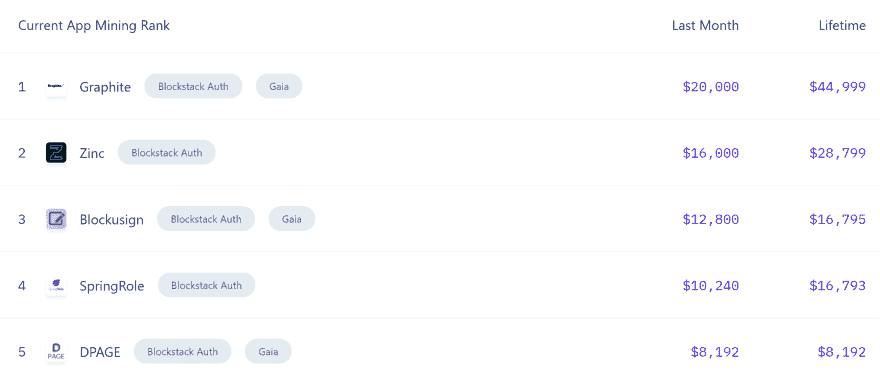 Current App Mining Rank Last Month Lifetime
1 Graphite Blockstack Auth Gaia $20,000 $44,999
2 Zinc Blockstack Auth $16,000 $28,799
3 Blockusign Blockstack Auth Gaia $12,800 $16,795
4 SpringRole Blockstack Auth $10,240 $16,793
5 D PAGE DPAGE Blockstack Auth Gaia $8,192 $8,192